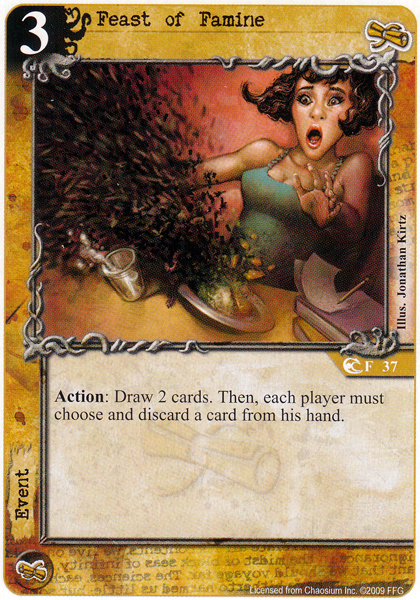 3
Feast of Famine
Illus. Jonathan Kirtz
F 37
Action: Draw 2 cards. Then, each player must
choose and discard a card from his hand.
Event
Licensed from Chaosium Inc. ©2009 FFG